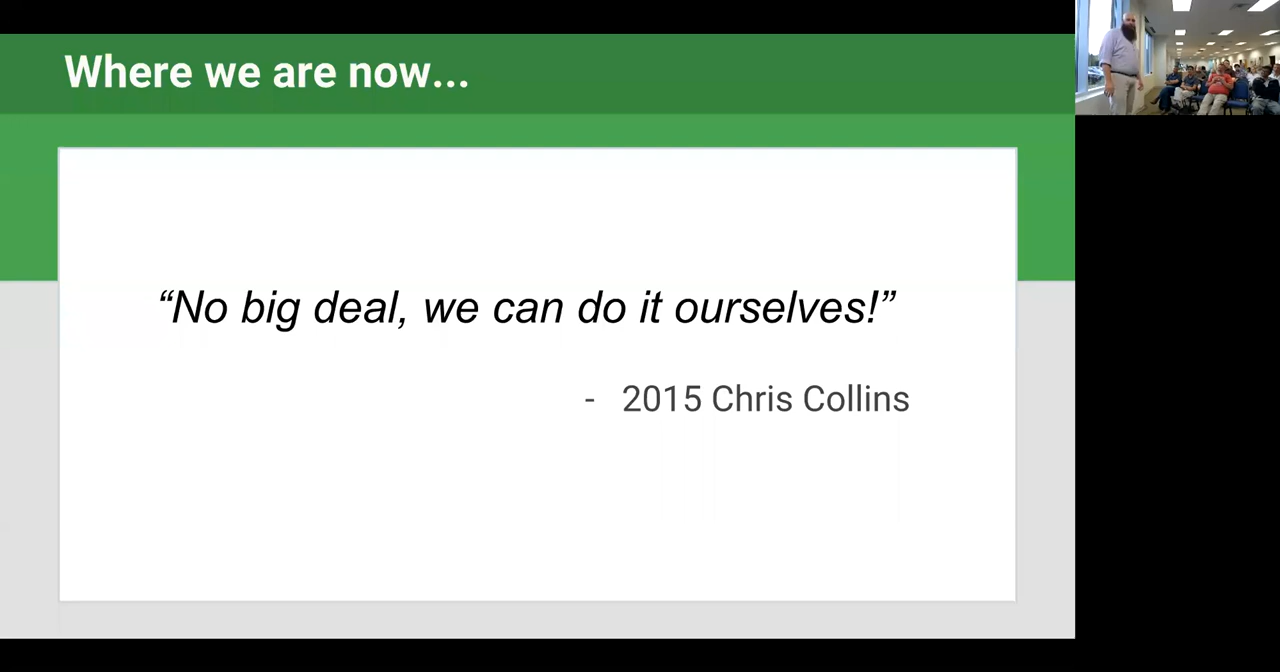 Where we are now...
“No big deal, we can do it ourselves!”
- 2015 Chris Collins